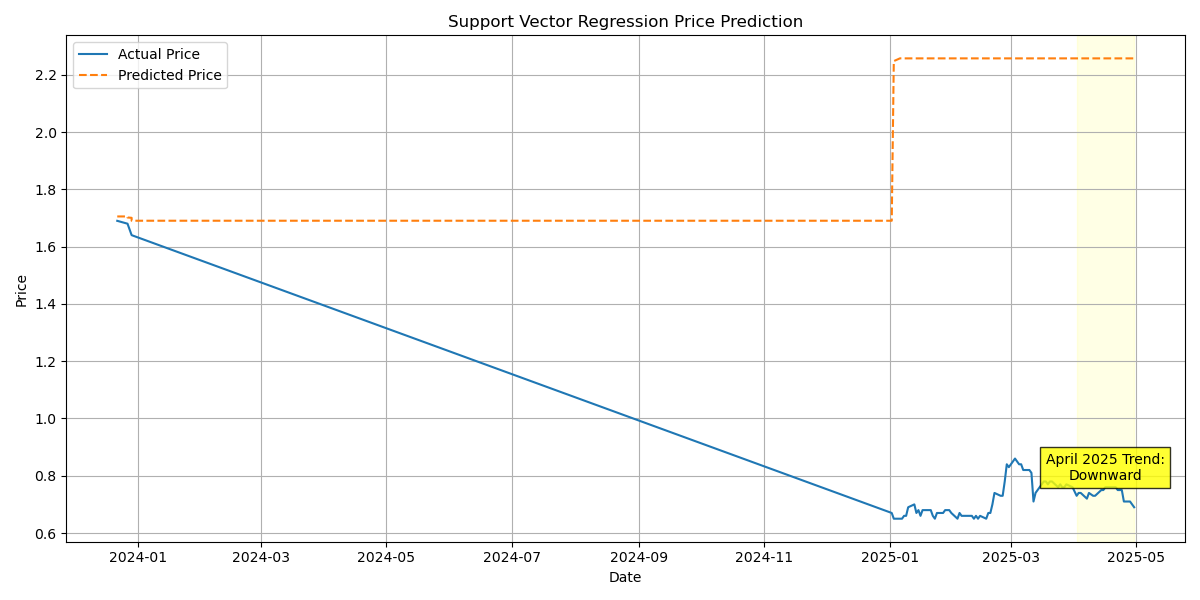 Support Vector Regression Price Prediction
Actual Price
Predicted Price
Price
2.2
2.0
1.8
1.6
1.4
1.2
1.0
0.8
0.6
April 2025 Trend:
Downward
2024-01
2024-03
2024-05
2024-07
2024-09
2024-11
2025-01
2025-03
2025-05
Date